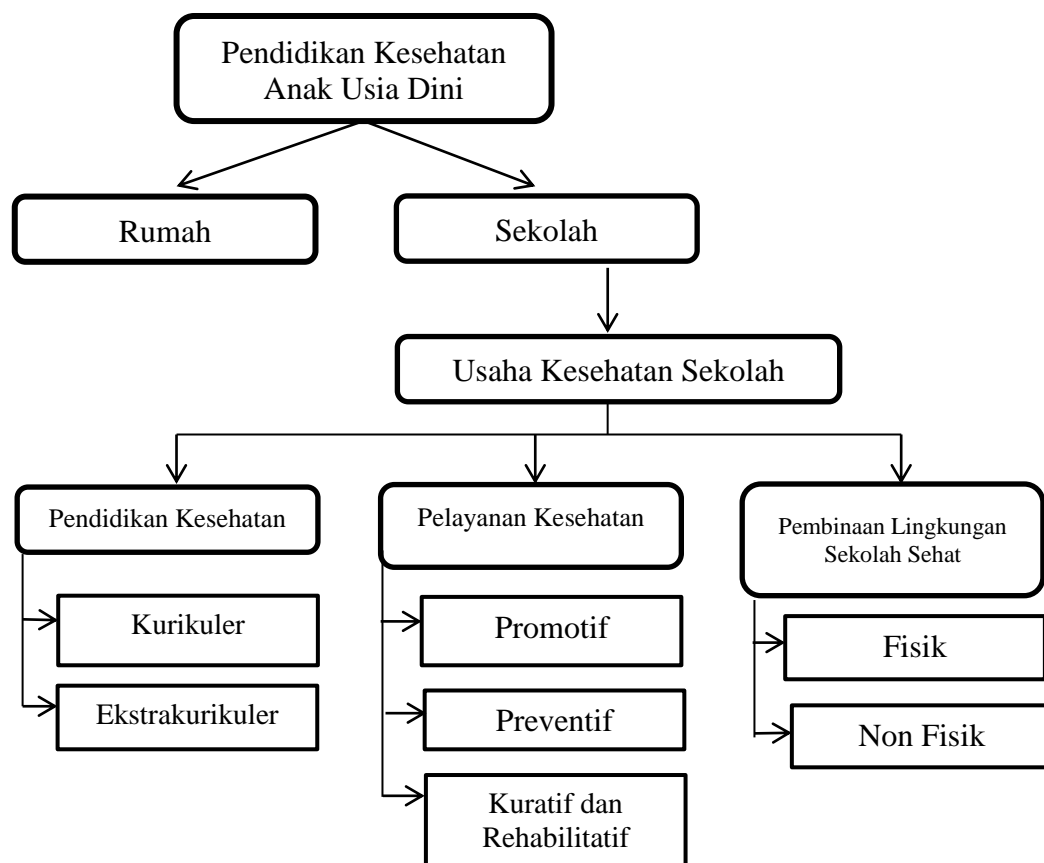 Pendidikan Kesehatan
Anak Usia Dini
Rumah
Sekolah
Usaha Kesehatan Sekolah
Pendidikan Kesehatan
Pelayanan Kesehatan
Pembinaan Lingkungan
Sekolah Sehat
Kurikuler
Promotif
Fisik
Ekstrakurikuler
Preventif
Non Fisik
Kuratif dan
Rehabilitatif